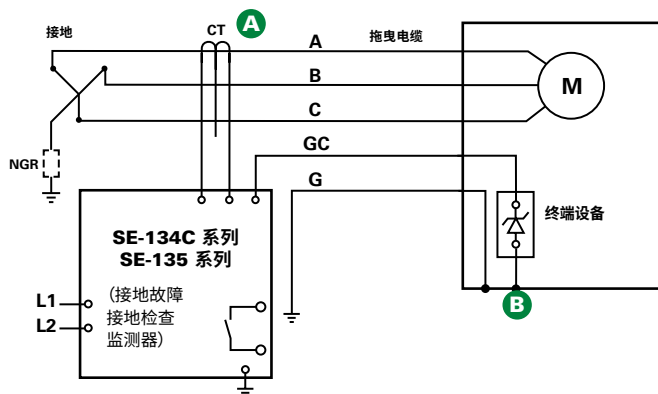 接地
CT
A
A
拖曳电缆
B
M
C
GC
NGR
G
终端设备
SE-134C 系列
SE-135 系列
(接地故障
接地检查
监测器)
L1
L2
B